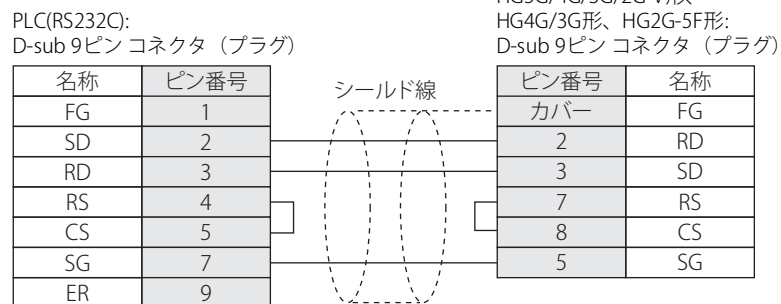 PLC(RS232C):
D-sub 9ピン コネクタ（プラグ）
HG4G/3G形、HG2G-5F形:
D-sub 9ピン コネクタ（プラグ）
名称 ピン番号
FG 1
SD 2
RD 3
RS 4
CS 5
SG 7
ER 9
シールド線
ピン番号 名称
カバー FG
2 RD
3 SD
7 RS
8 CS
5 SG